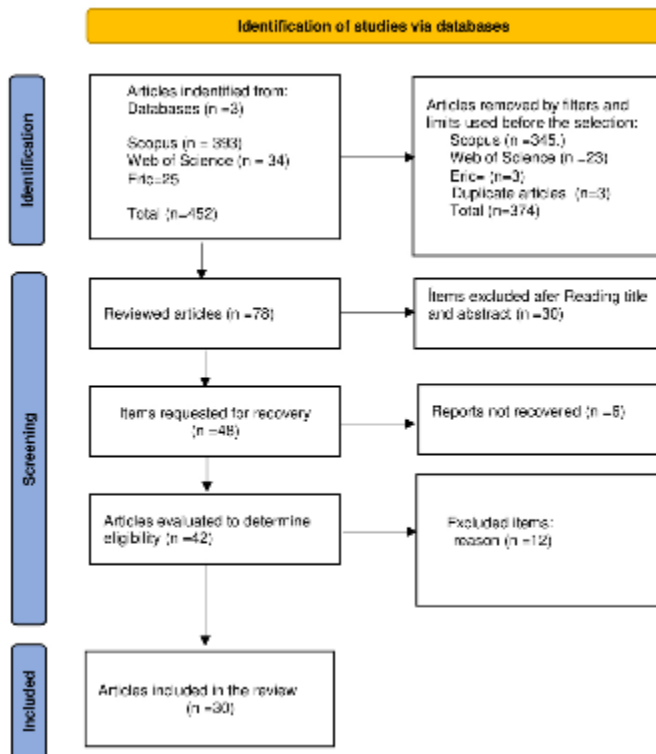 Identification of studies via databases
Identification
Articles indentified from:
Databases (n =3)
Scopus (n = 393)
Web of Science (n = 34)
Eric=25
Total (n=452)
Articles removed by filters and
limits used before the selection:
Scopus (n =345.)
Web of Science (n =23)
Eric= (n=3)
Duplicate articles (n=3)
Total (n=374)
Screening
Reviewed articles (n =78)
Ítems excluded afer Reading title
and abstract (n =30)
Items requested for recovery
(n =48)
Reports not recovered (n =6)
Articles evaluated to determine
eligibility (n =42)
Excluded items:
reason (n =12)
Included
Articles included in the review
(n =30)